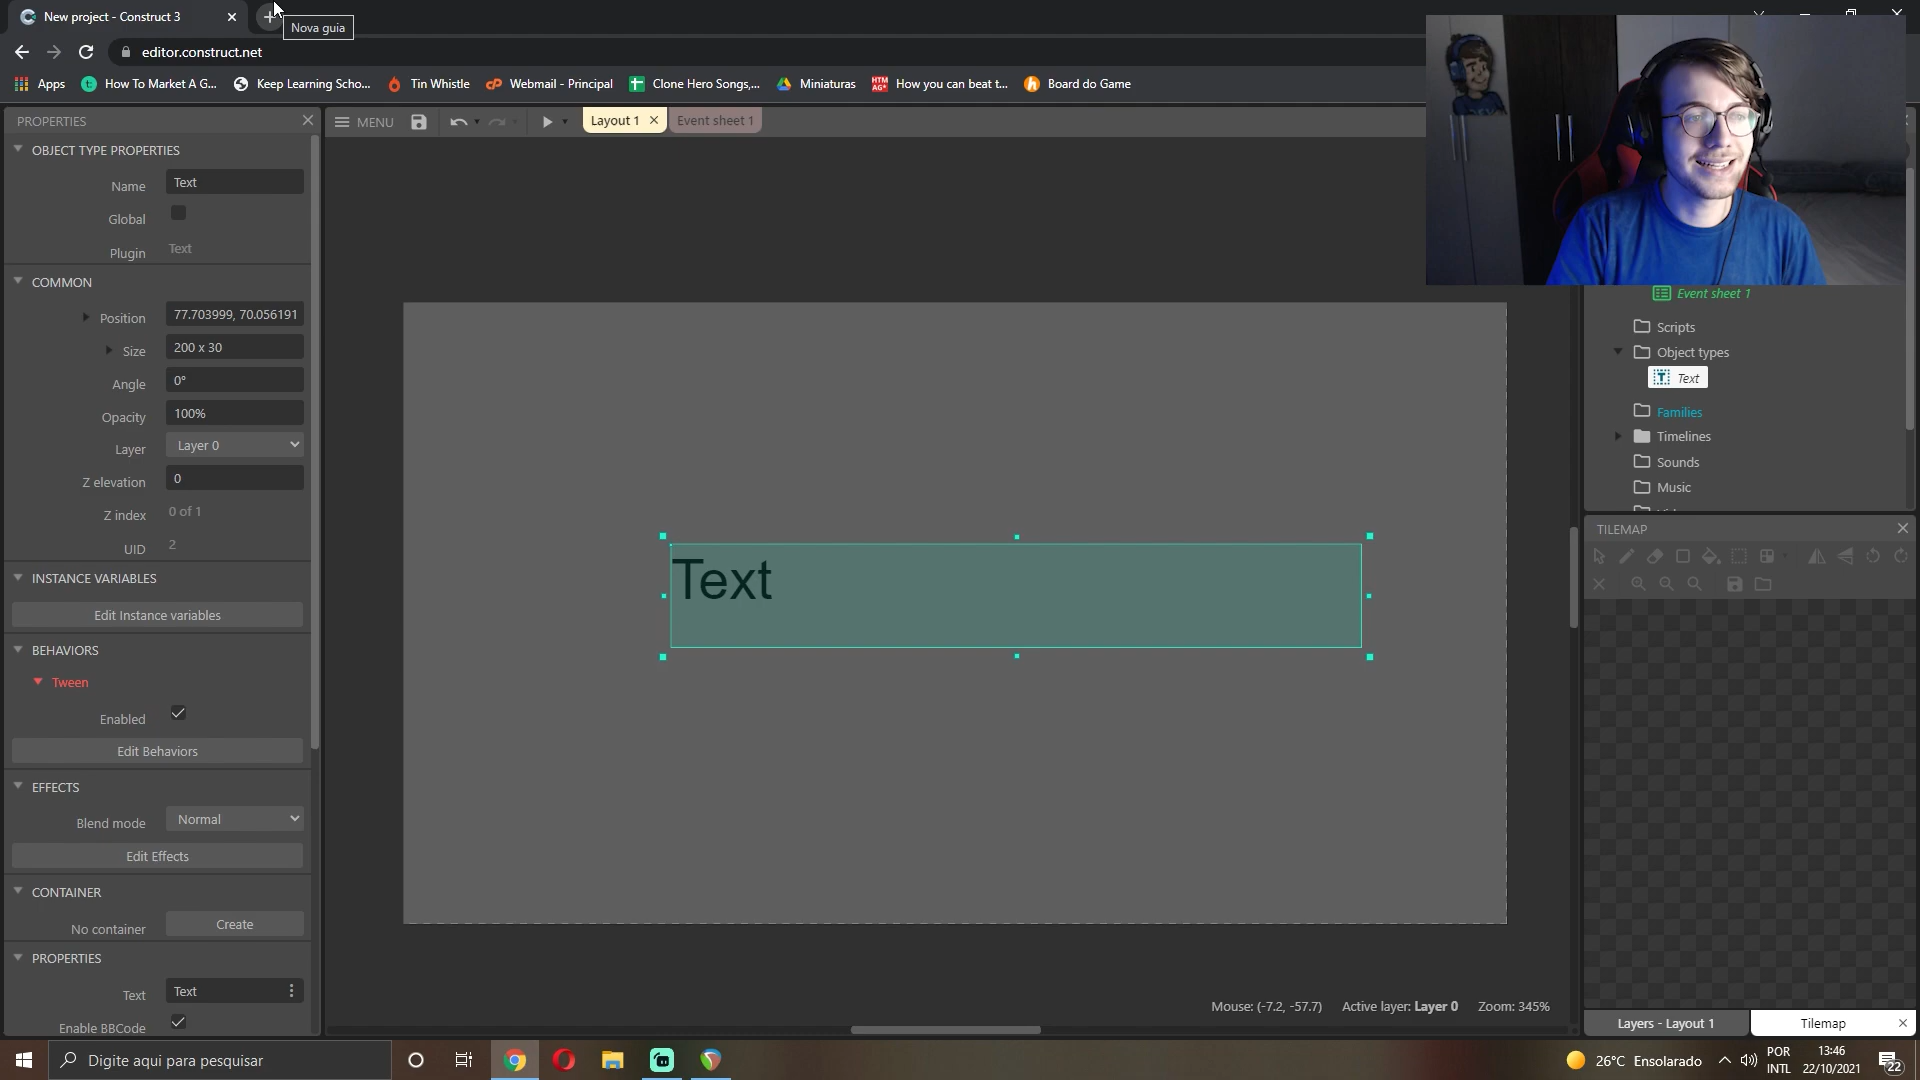 New project - Construct 3
Nova guia
editor.construct.net
Apps
How To Market A G...
Keep Learning Scho...
Tin Whistle
Webmail - Principal
Clone Hero Songs,...
Miniaturas
How you can beat t...
Board do Game
PROPERTIES
MENU
Layout 1
Event sheet 1
OBJECT TYPE PROPERTIES
Name
Text
Global
Plugin
Text
COMMON
Position
77.703999, 70.056191
Size
200 x 30
Angle
0°
Opacity
100%
Layer
Layer 0
Z elevation
0
Z index
0 of 1
UID
2
INSTANCE VARIABLES
Edit Instance variables
BEHAVIORS
Tween
Enabled
Edit Behaviors
EFFECTS
Blend mode
Normal
Edit Effects
CONTAINER
No container
Create
PROPERTIES
Text
Text
Enable BBCode
Text
Mouse: (-7.2, -57.7)
Active layer: Layer 0
Zoom: 345%
Event sheet 1
Scripts
Object types
Text
Families
Timelines
Sounds
Music
TILEMAP
Layers - Layout 1
Tilemap
Digite aqui para pesquisar
26°C Ensolarado
POR
INTL
13:46
22/10/2021
22